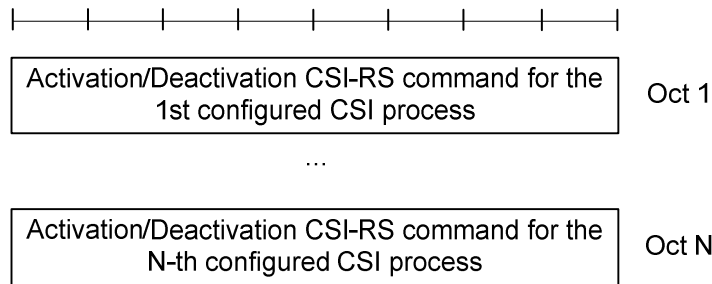 Activation/Deactivation CSI-RS command for the
1st configured CSI process
Oct 1
...
Activation/Deactivation CSI-RS command for the
N-th configured CSI process
Oct N